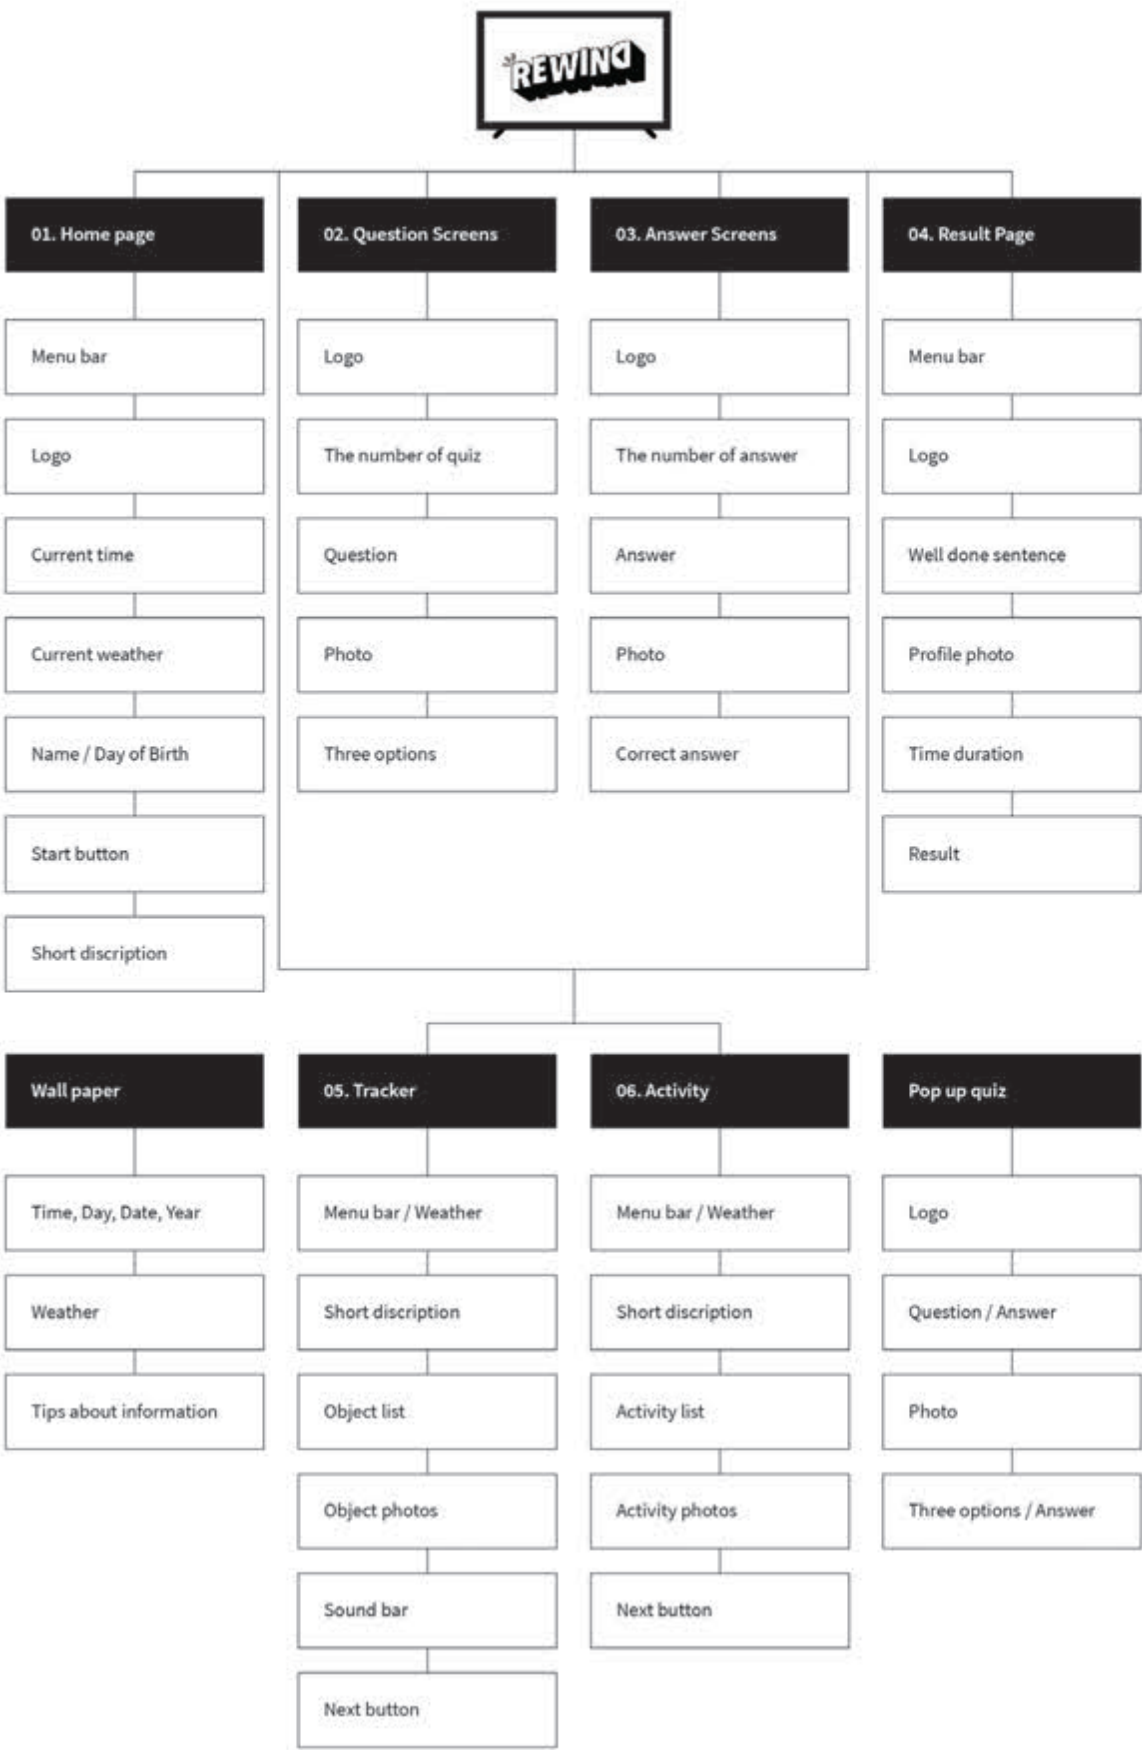 REWIND
01. Home page
Menu bar
Logo
Current time
Current weather
Name / Day of Birth
Start button
Short discription
02. Question Screens
Logo
The number of quiz
Question
Photo
Three options
03. Answer Screens
Logo
The number of answer
Answer
Photo
Correct answer
04. Result Page
Menu bar
Logo
Well done sentence
Profile photo
Time duration
Result
Wall paper
Time, Day, Date, Year
Weather
Tips about information
05. Tracker
Menu bar / Weather
Short discription
Object list
Object photos
Sound bar
Next button
06. Activity
Menu bar / Weather
Short discription
Activity list
Activity photos
Next button
Pop up quiz
Logo
Question / Answer
Photo
Three options / Answer